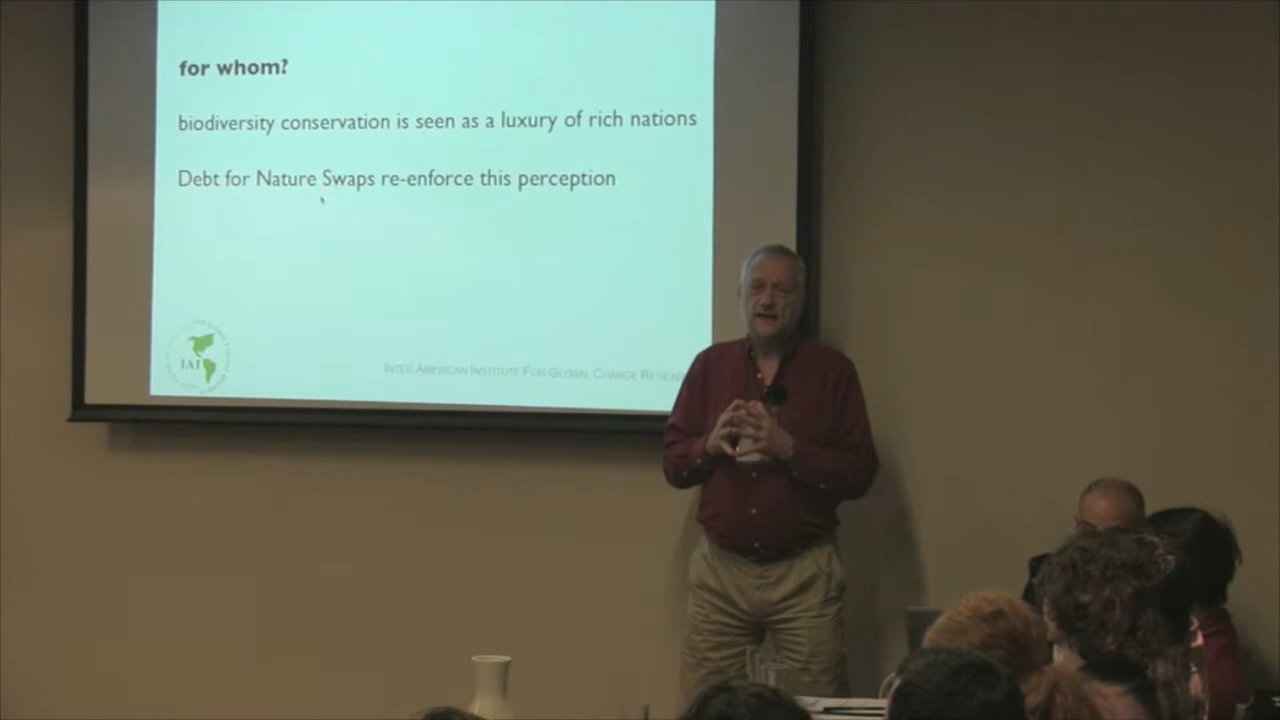 for whom?
biodiversity conservation is seen as a luxury of rich nations
Debt for Nature Swaps re-enforce this perception
IAI
INTER AMERICAN INSTITUTE FOR GLOBAL CHANGE